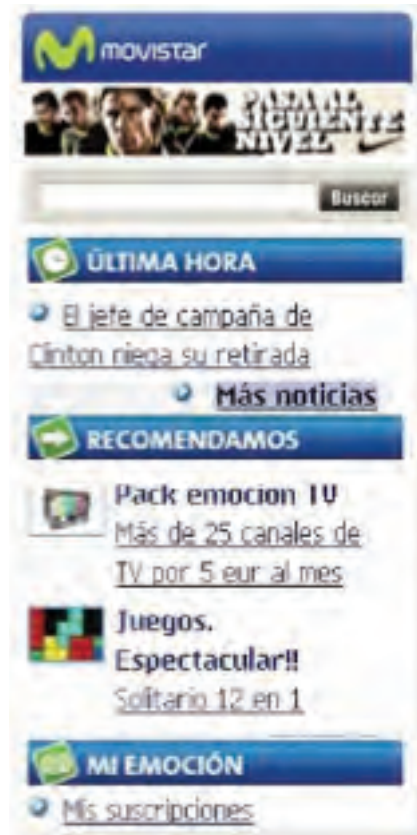 movistar
PASA AL
SIGUIENTE
NIVEL
Buscar
ÚLTIMA HORA
El jefe de campaña de
Clinton niega su retirada
Más noticias
RECOMENDAMOS
Pack emocion TV
Más de 25 canales de
TV por 5 eur al mes
Juegos.
Espectacular!!
Solitario 12 en 1
MI EMOCIÓN
Mis suscripciones